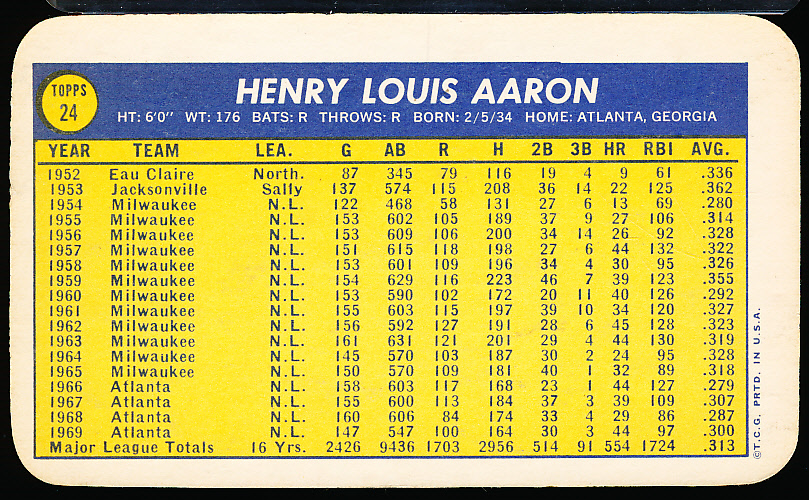 TOPPS
24
HENRY LOUIS AARON
HT: 6'0" WT: 176 BATS: R THROWS: R BORN: 2/5/34 HOME: ATLANTA, GEORGIA
YEAR TEAM LEA. G AB R H 2B 3B HR RBI AVG.
1952 Eau Claire North. 87 345 79 116 19 4 9 61 .336
1953 Jacksonville Sally 137 574 115 208 36 14 22 125 .362
1954 Milwaukee N.L. 122 468 58 131 27 6 13 69 .280
1955 Milwaukee N.L. 153 602 105 189 37 9 27 106 .314
1956 Milwaukee N.L. 153 609 106 200 34 14 26 92 .328
1957 Milwaukee N.L. 151 615 118 198 27 6 44 132 .322
1958 Milwaukee N.L. 153 601 109 196 34 4 30 95 .326
1959 Milwaukee N.L. 154 629 116 223 46 7 39 123 .355
1960 Milwaukee N.L. 153 590 102 172 20 11 40 126 .292
1961 Milwaukee N.L. 155 603 115 197 39 10 34 120 .327
1962 Milwaukee N.L. 156 592 127 191 28 6 45 128 .323
1963 Milwaukee N.L. 161 631 121 201 29 4 44 130 .319
1964 Milwaukee N.L. 145 570 103 187 30 2 24 95 .328
1965 Milwaukee N.L. 150 570 109 181 40 1 32 89 .318
1966 Atlanta N.L. 158 603 117 168 23 1 44 127 .279
1967 Atlanta N.L. 155 600 113 184 37 3 39 109 .307
1968 Atlanta N.L. 160 606 84 174 33 4 29 86 .287
1969 Atlanta N.L. 147 547 100 164 30 3 44 97 .300
Major League Totals 16 Yrs. 2426 9436 1703 2956 514 91 554 1724 .313
©T.C.G. PRTD. IN U.S.A.